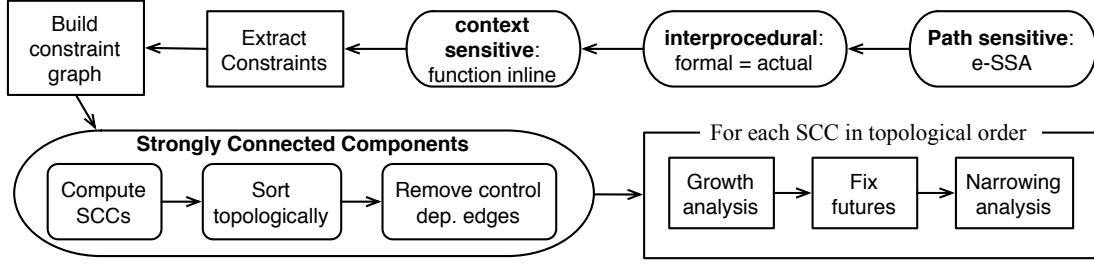 Build
constraint
graph
Extract
Constraints
context
sensitive:
function inline
interprocedural:
formal = actual
Path sensitive:
e-SSA
Strongly Connected Components
Compute
SCCs
Sort
topologically
Remove control
dep. edges
For each SCC in topological order
Growth
analysis
Fix
futures
Narrowing
analysis